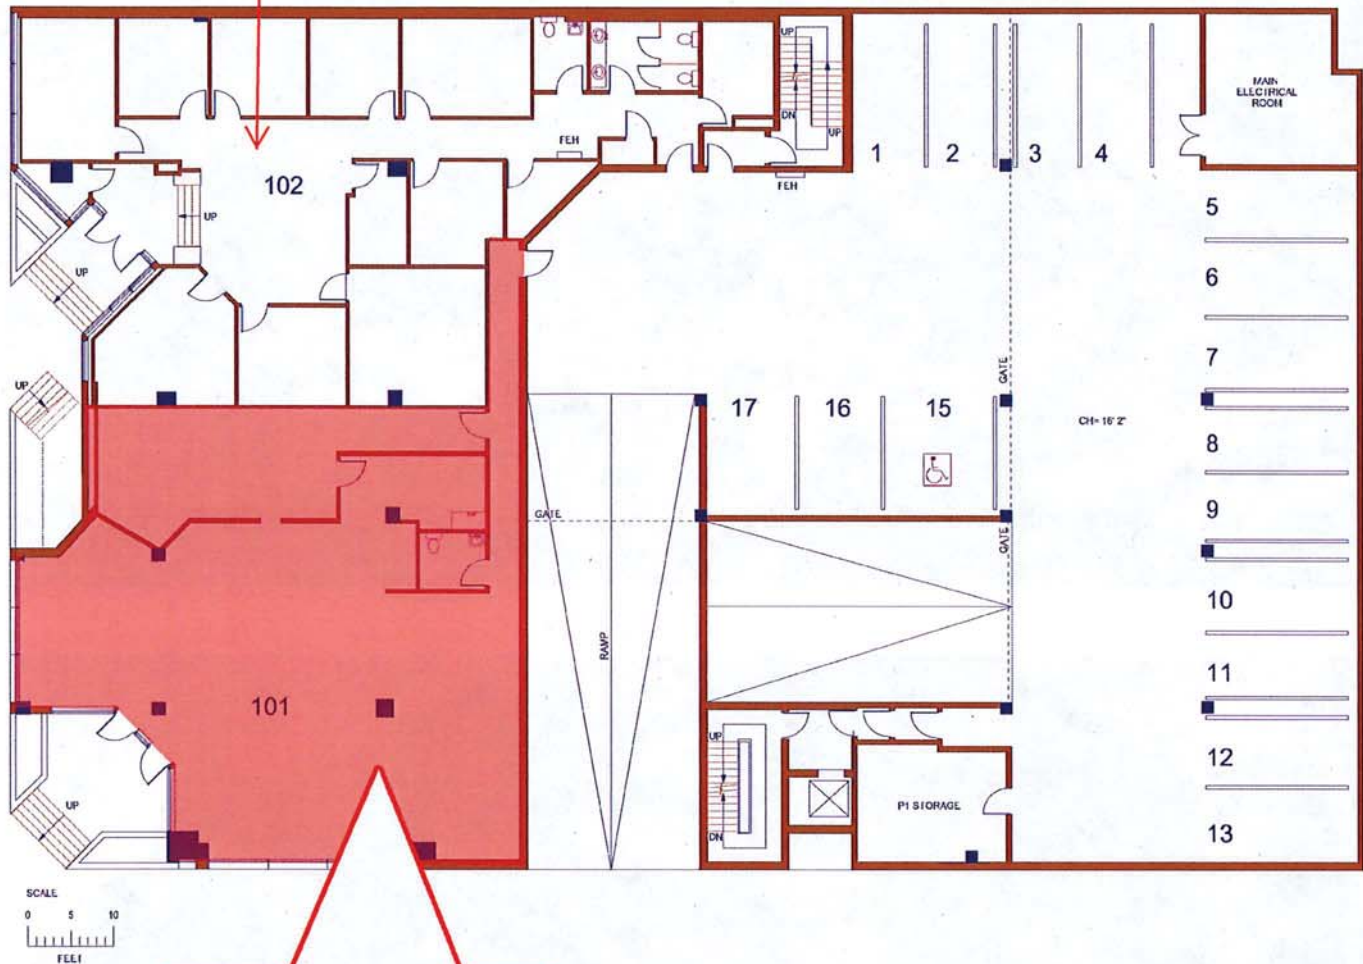 UP
DN
UP
MAIN
ELECTRICAL
ROOM
FEH
1
2
3
4
102
FEH
5
UP
6
UP
7
GATE
UP
17
16
15
CH= 16' 2"
8
9
GATE
GATE
10
RAMP
11
101
UP
12
UP
P1 STORAGE
DN
13
SCALE
0 5 10
FEET